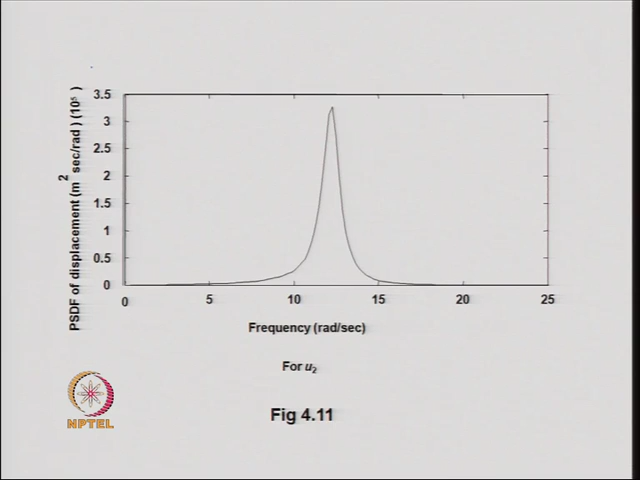 PSDF of displacement (m² sec/rad ) (10⁵ )
3.5
3
2.5
2
1.5
1
0.5
0
0 5 10 15 20 25
Frequency (rad/sec)
For u₂
NPTEL
Fig 4.11